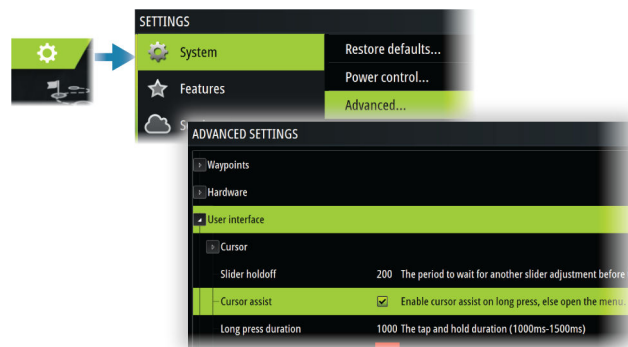 SETTINGS
System
Restore defaults...
Power control...
Features
Advanced...
ADVANCED SETTINGS
Waypoints
Hardware
User interface
Cursor
Slider holdoff 200 The period to wait for another slider adjustment before
Cursor assist Enable cursor assist on long press, else open the menu.
Long press duration 1000 The tap and hold duration (1000ms-1500ms)